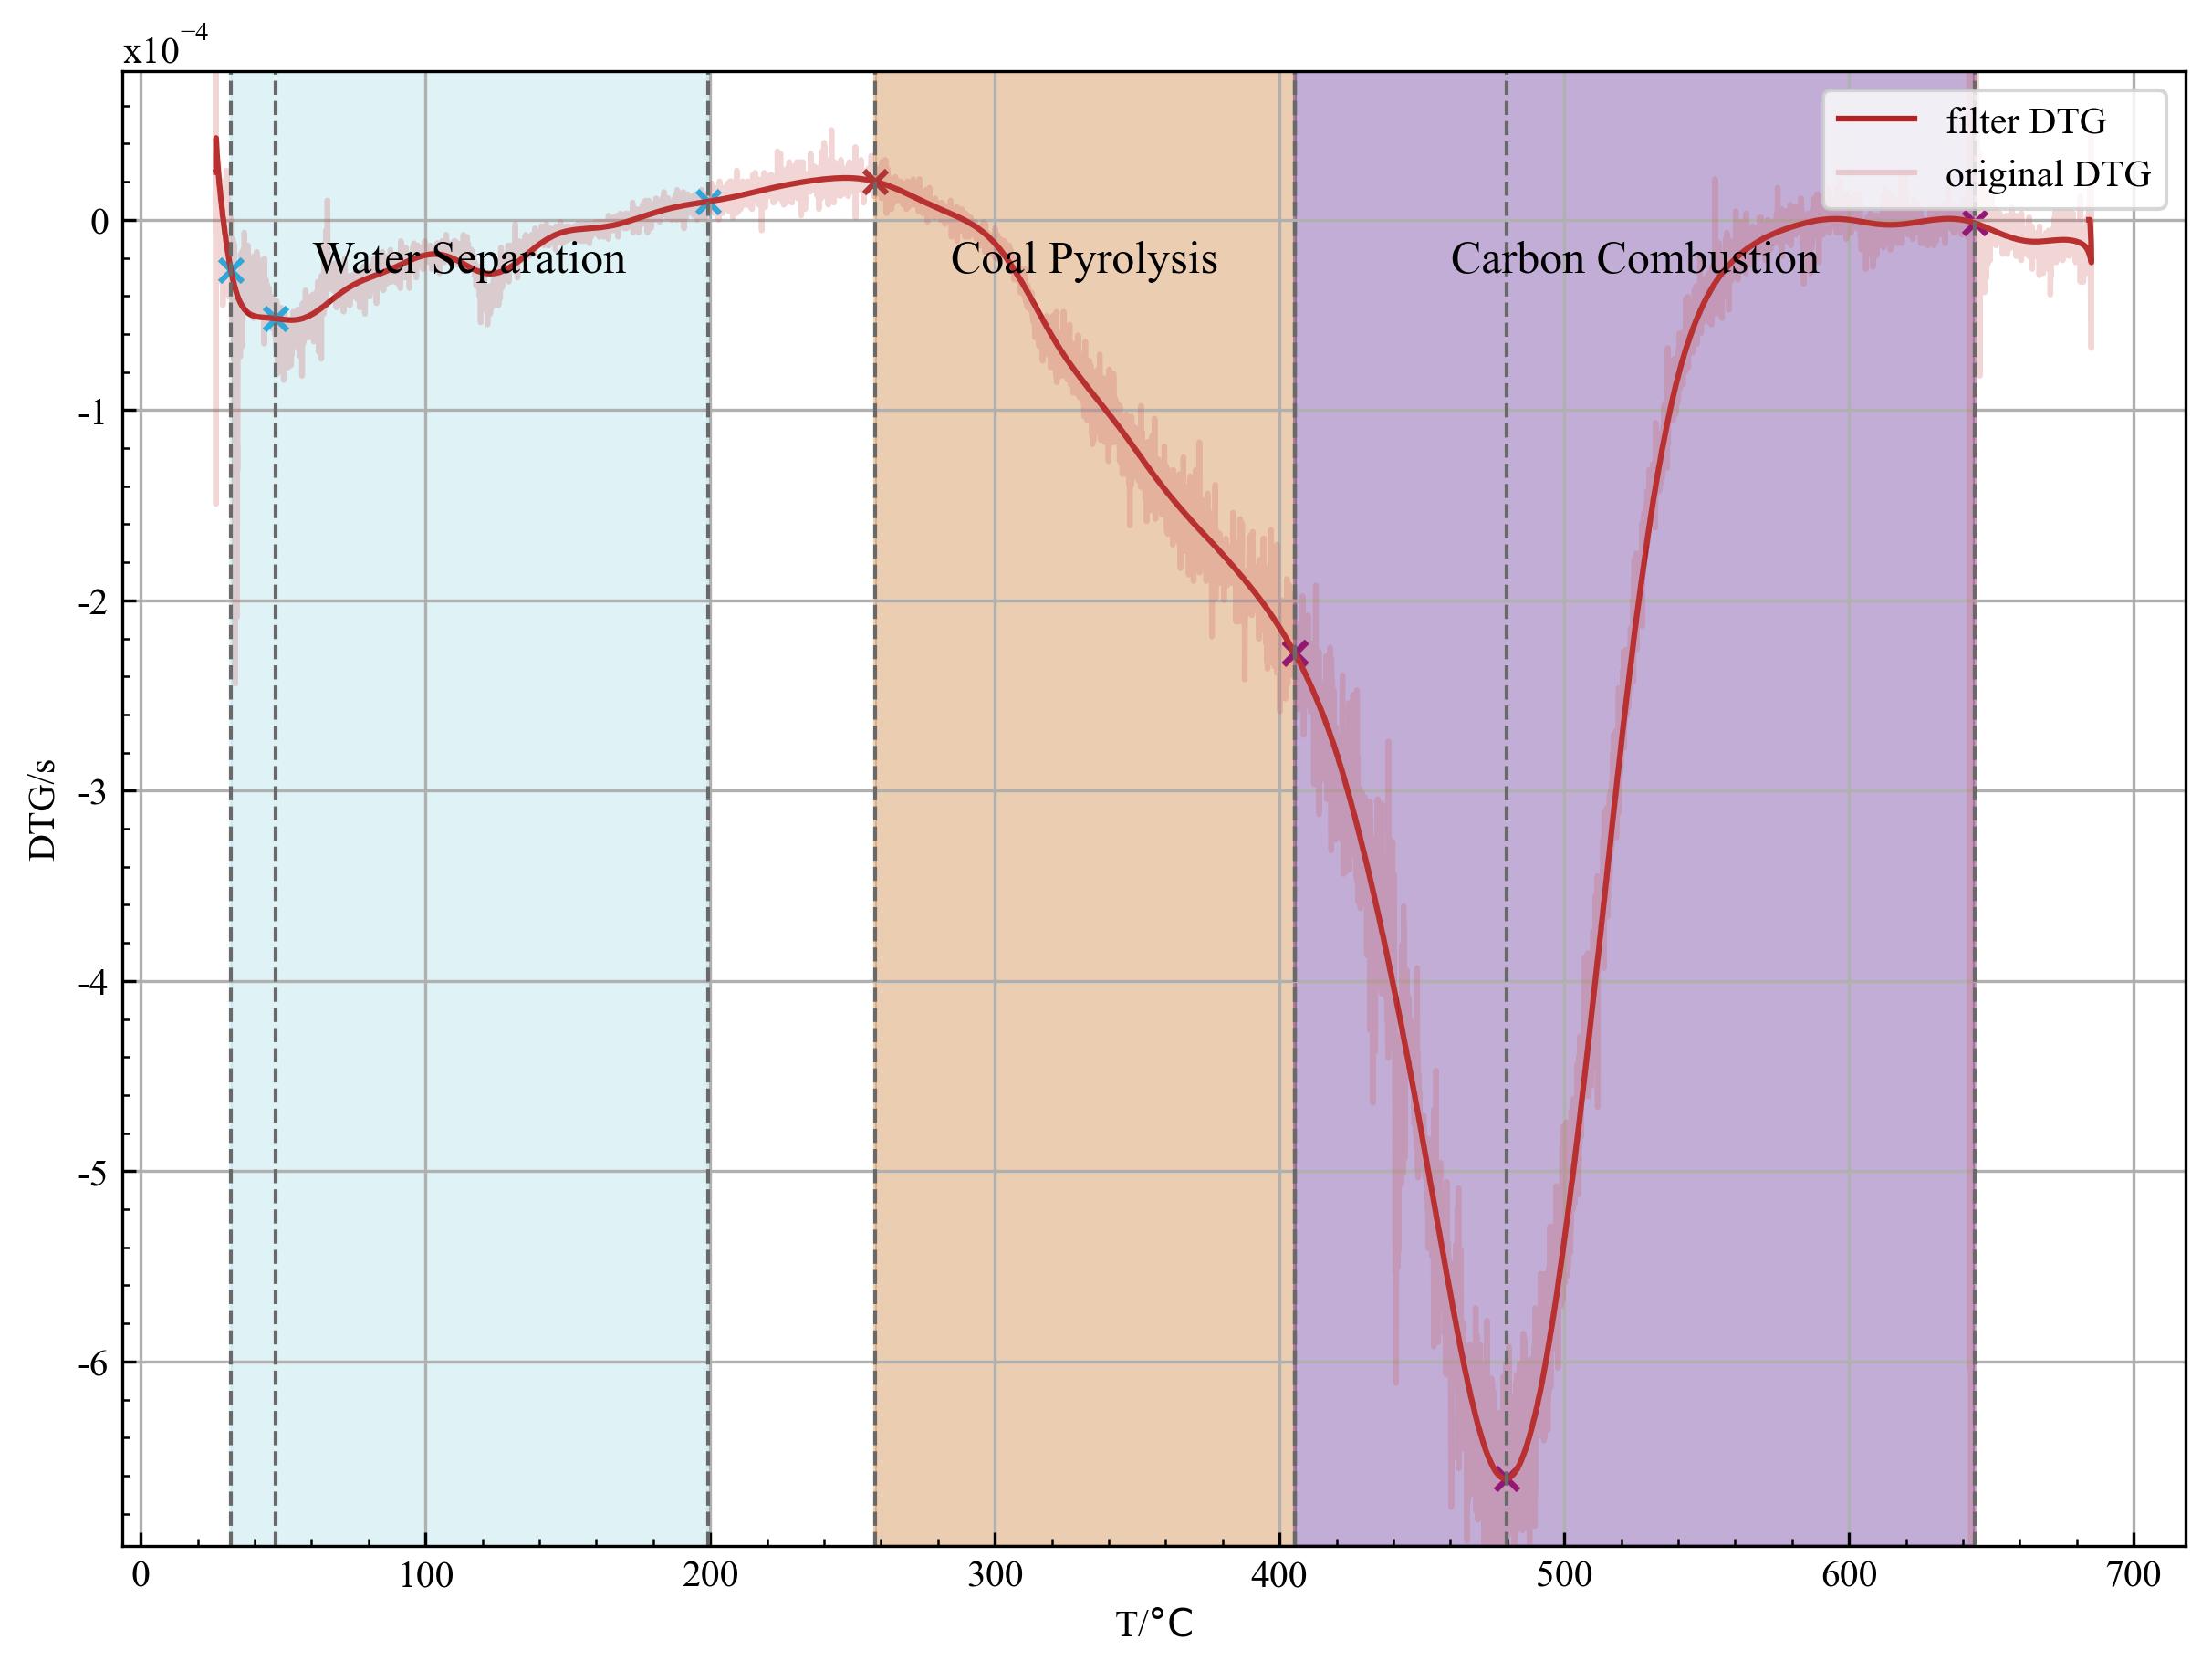 x10−4
filter DTG
original DTG
Water Separation
Coal Pyrolysis
Carbon Combustion
0
-1
-2
-3
-4
-5
-6
DTG/s
0 100 200 300 400 500 600 700
T/°C